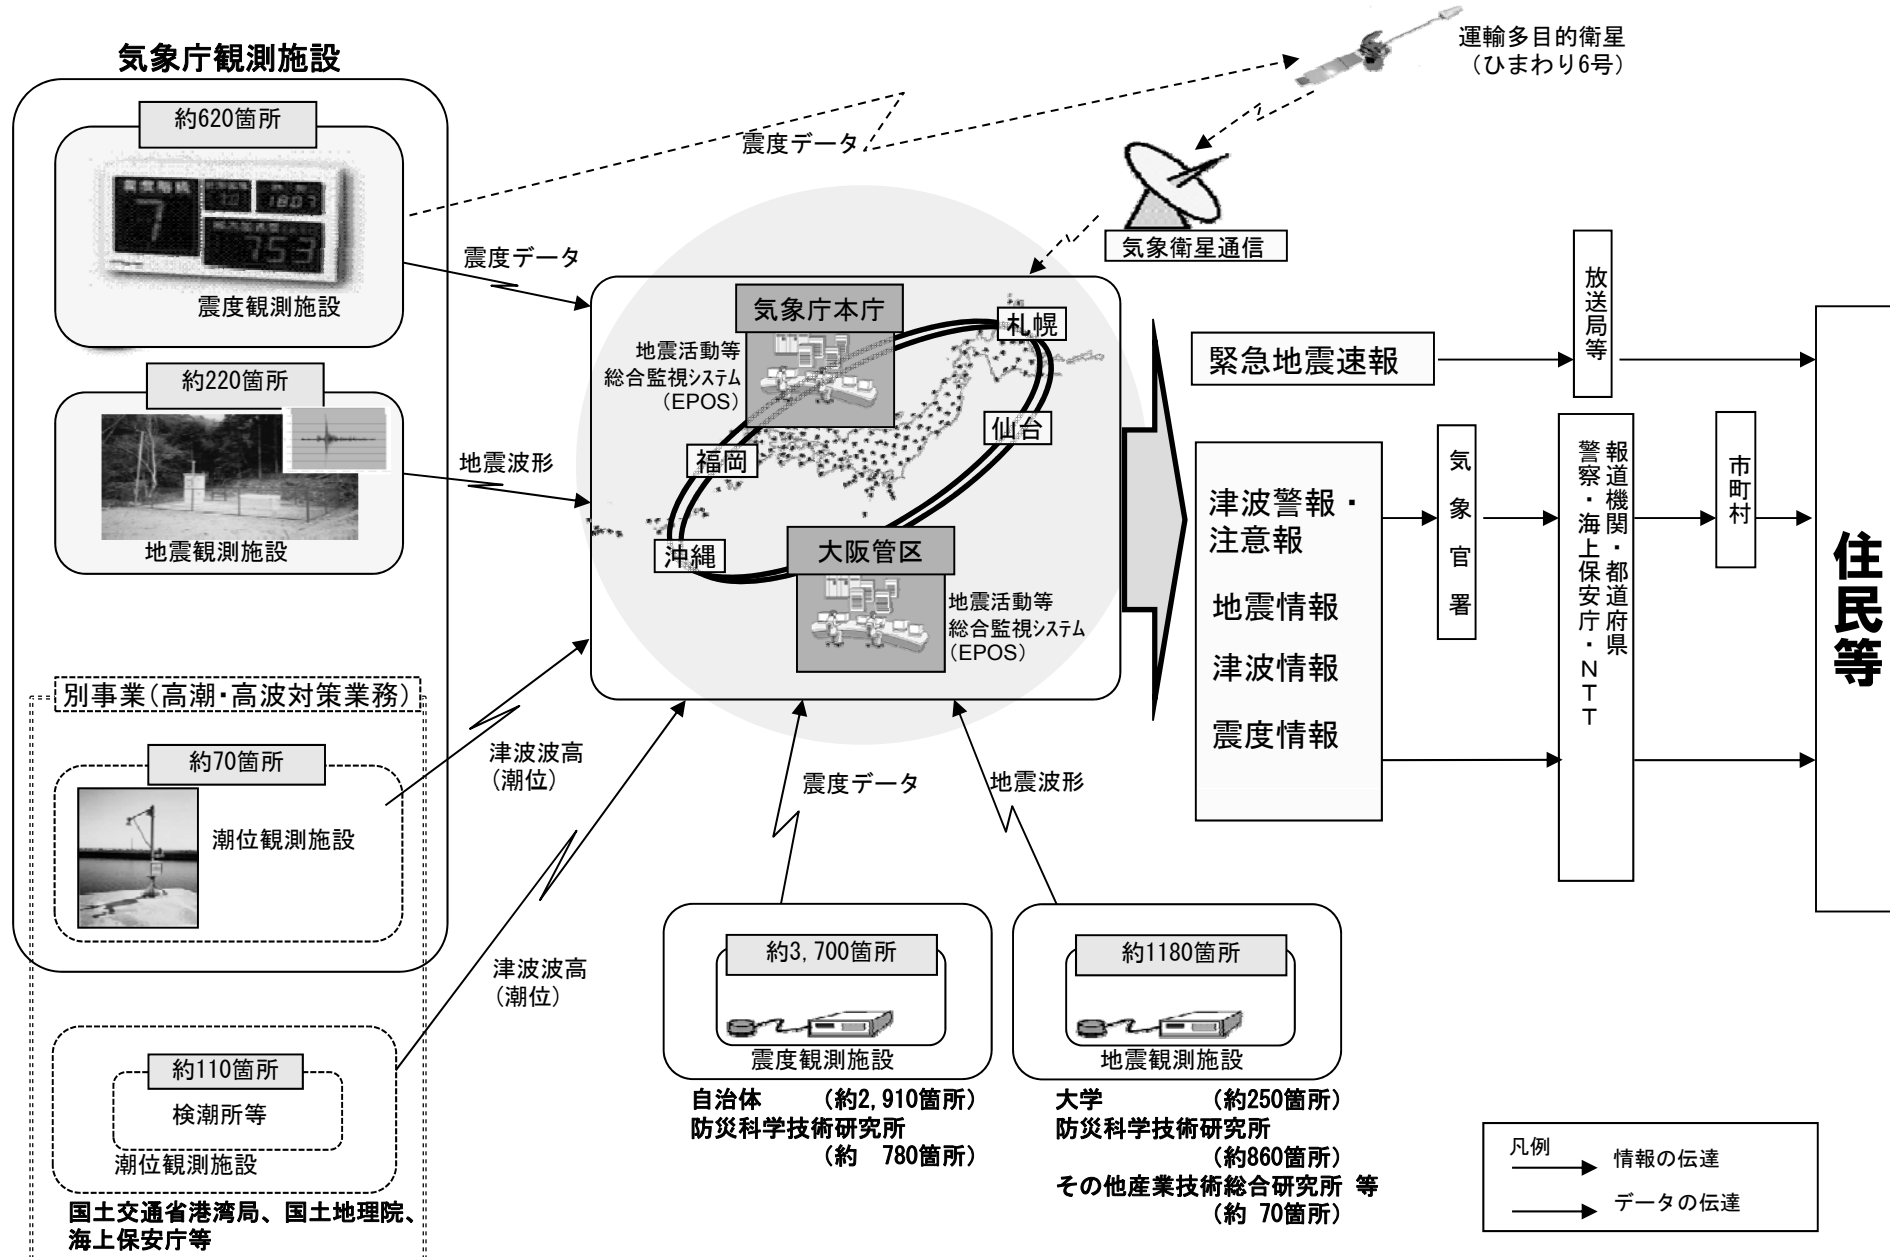 気象庁観測施設
約620箇所
震度観測施設
約220箇所
地震観測施設
別事業(高潮・高波対策業務)
約70箇所
潮位観測施設
約110箇所
検潮所等
潮位観測施設
国土交通省港湾局、国土地理院、
海上保安庁等
震度データ
運輸多目的衛星
(ひまわり6号)
気象衛星通信
震度データ
地震波形
津波波高
(潮位)
津波波高
(潮位)
気象庁本庁
地震活動等
総合監視システム
(EPOS)
札幌
仙台
福岡
沖縄
大阪管区
地震活動等
総合監視システム
(EPOS)
震度データ
地震波形
約3,700箇所
震度観測施設
自治体 (約2,910箇所)
防災科学技術研究所
(約 780箇所)
約1180箇所
地震観測施設
大学 (約250箇所)
防災科学技術研究所
(約860箇所)
その他産業技術総合研究所 等
(約 70箇所)
緊急地震速報
放送局等
津波警報・
注意報
地震情報
津波情報
震度情報
気象官署
報道機関・都道府県
警察・海上保安庁・NTT
市町村
住民等
凡例
情報の伝達
データの伝達
7
1807
753